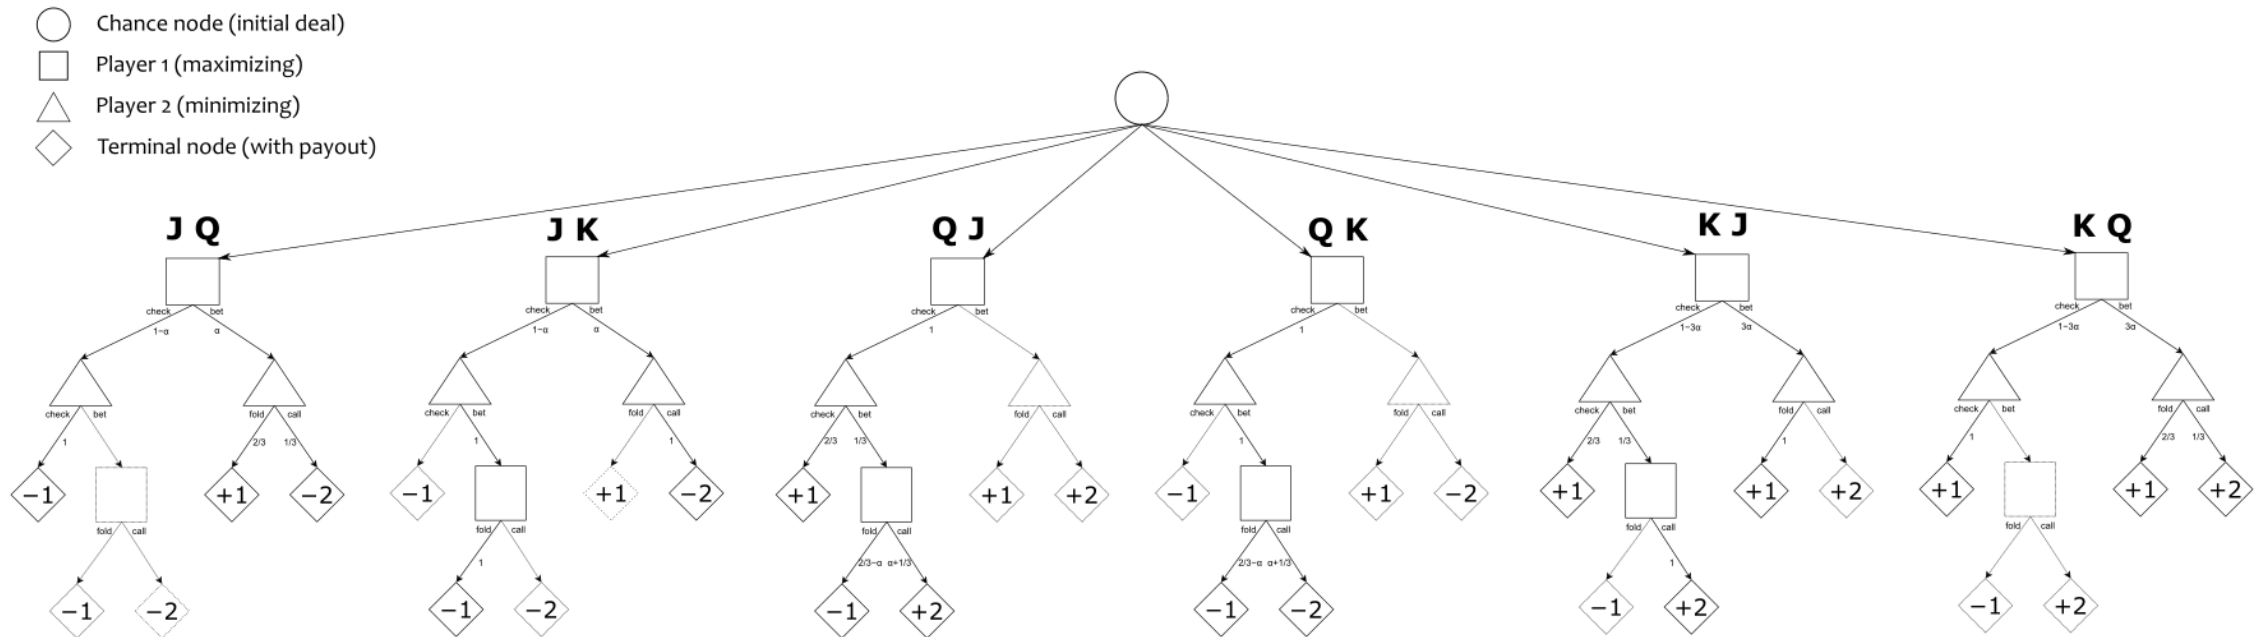 Chance node (initial deal)
Player 1 (maximizing)
Player 2 (minimizing)
Terminal node (with payout)
J Q J K Q J Q K K J K Q
check bet check bet check bet check bet check bet check bet
1−α α 1−α α 1 1 1−3α 3α 1−3α 3α
check bet fold call check bet fold call check bet fold call check bet fold call check bet fold call check bet fold call
1 2/3 1/3 1 1 2/3 1/3 1 2/3 1/3 1 1 2/3 1/3
−1 +1 −2 −1 +1 −2 +1 +1 +2 −1 +1 −2 +1 +1 +2 +1 +1 +2
fold call fold call fold call fold call fold call fold call
1 2/3−α α+1/3 2/3−α α+1/3 1
−1 −2 −1 −2 −1 +2 −1 −2 −1 +2 −1 +2